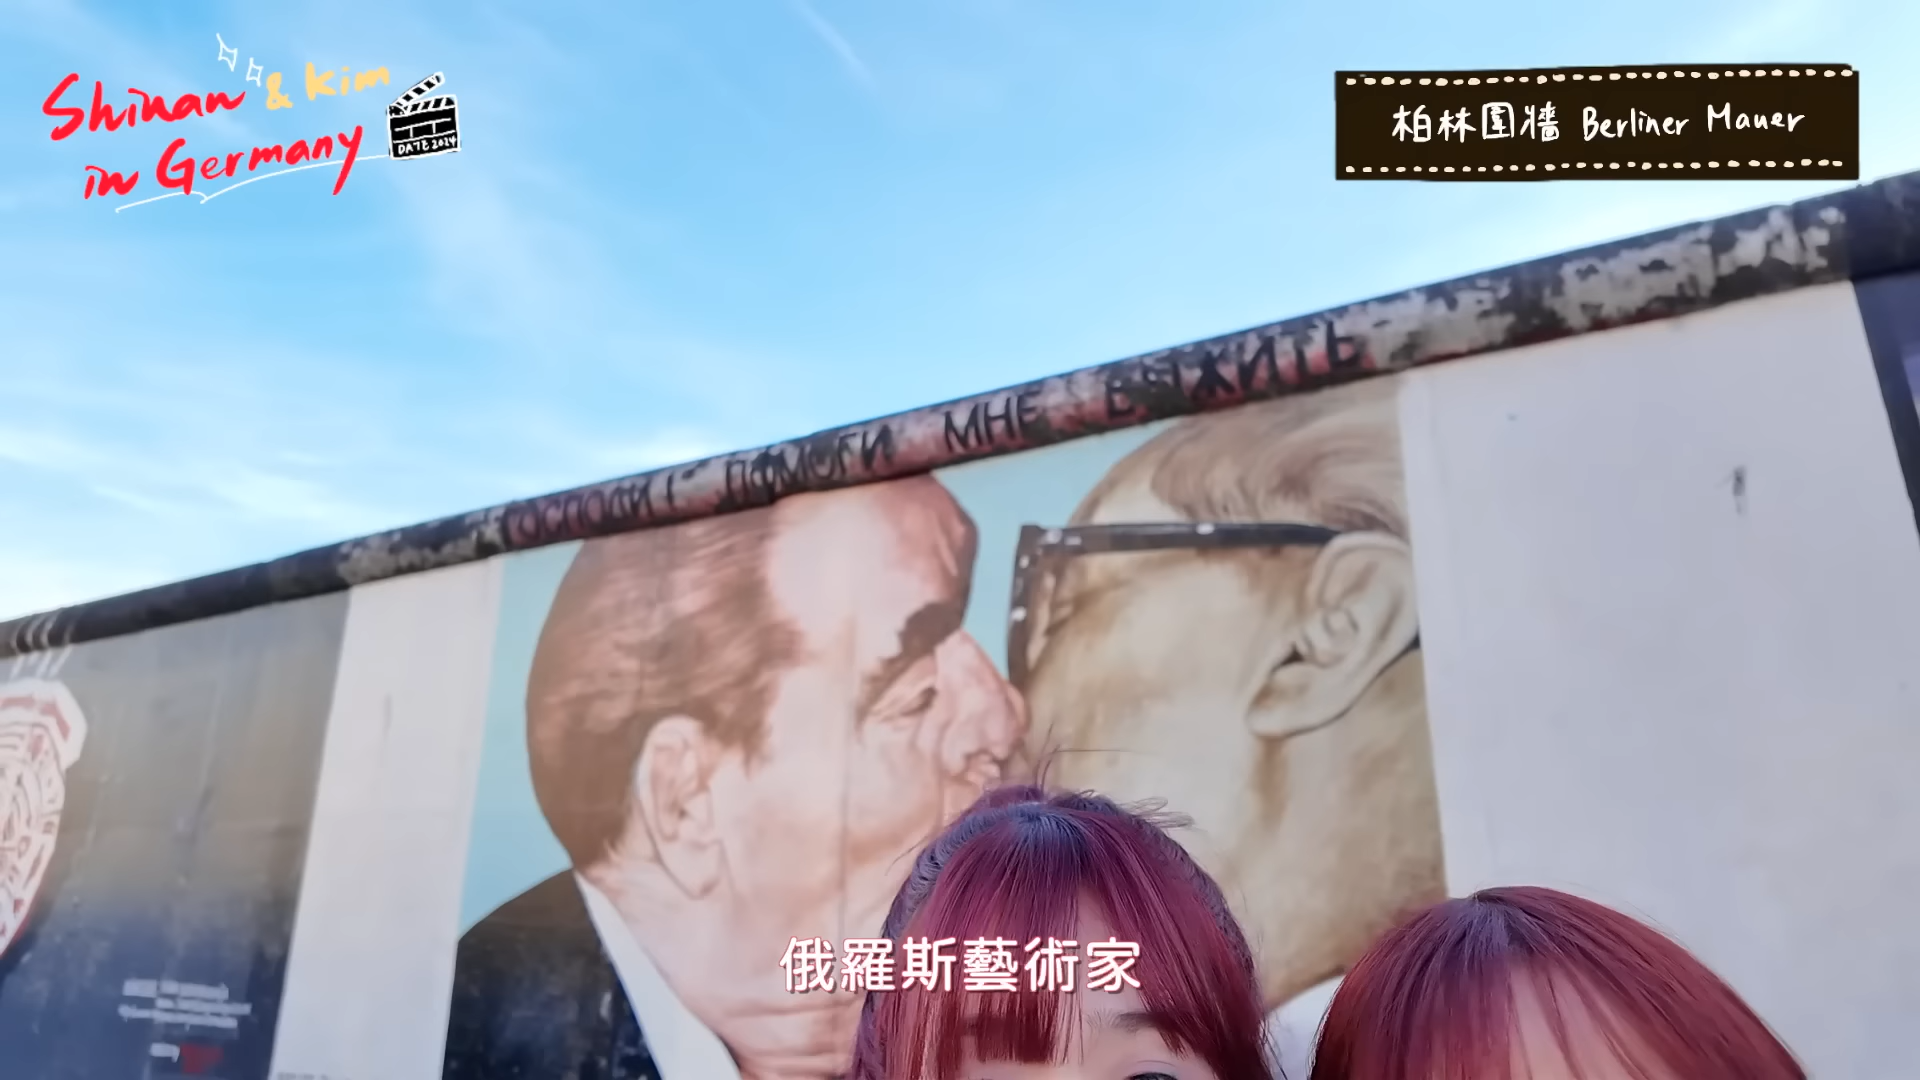 Shinan & Kim
in Germany
DATE 2024
柏林圍牆 Berliner Mauer
ГОСПОДИ! ПОМОГИ МНЕ ВЫЖИТЬ
俄羅斯藝術家